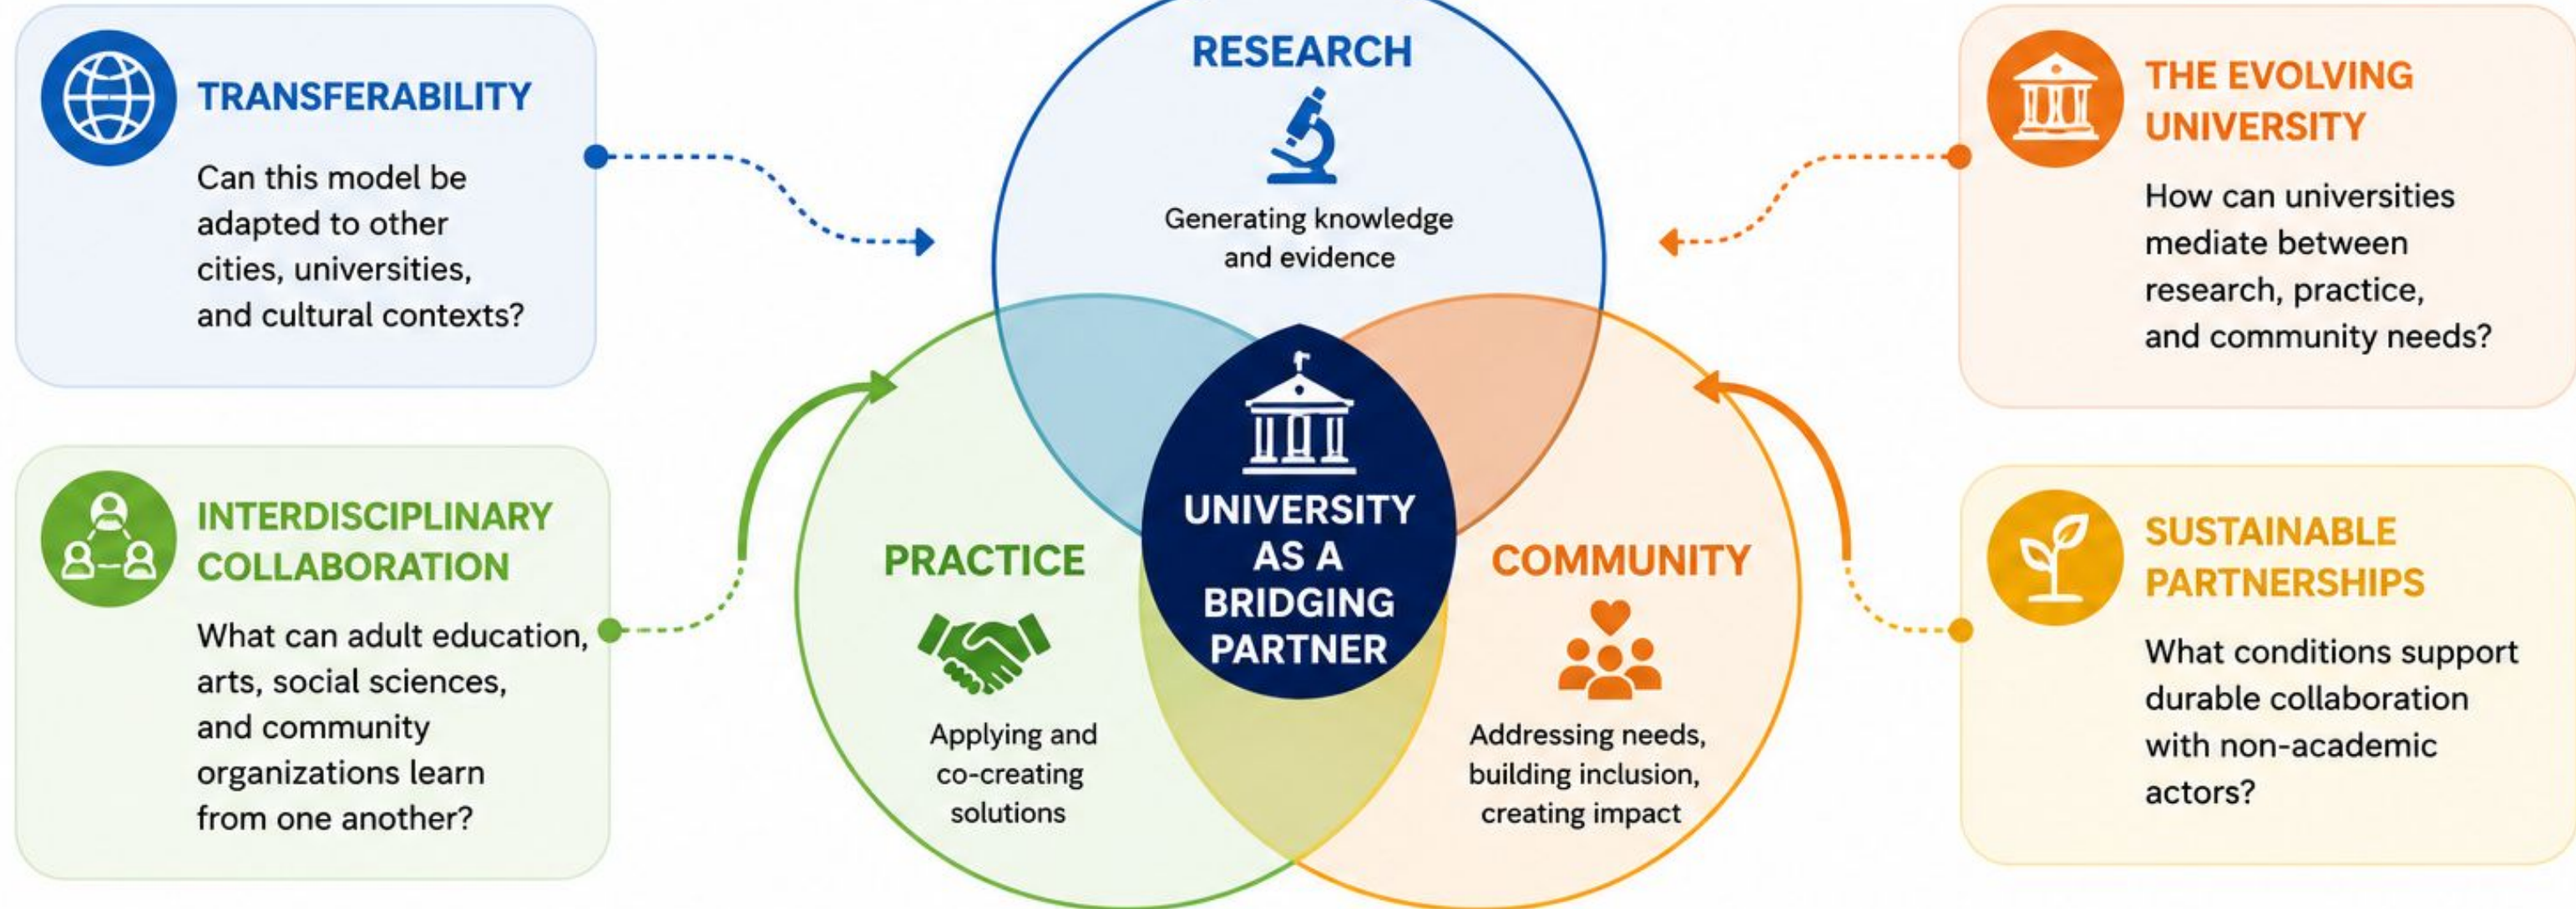 TRANSFERABILITY
Can this model be
adapted to other
cities, universities,
and cultural contexts?
INTERDISCIPLINARY
COLLABORATION
What can adult education,
arts, social sciences,
and community
organizations learn
from one another?
RESEARCH
Generating knowledge
and evidence
PRACTICE
Applying and
co-creating
solutions
UNIVERSITY
AS A
BRIDGING
PARTNER
COMMUNITY
Addressing needs,
building inclusion,
creating impact
THE EVOLVING
UNIVERSITY
How can universities
mediate between
research, practice,
and community needs?
SUSTAINABLE
PARTNERSHIPS
What conditions support
durable collaboration
with non-academic
actors?